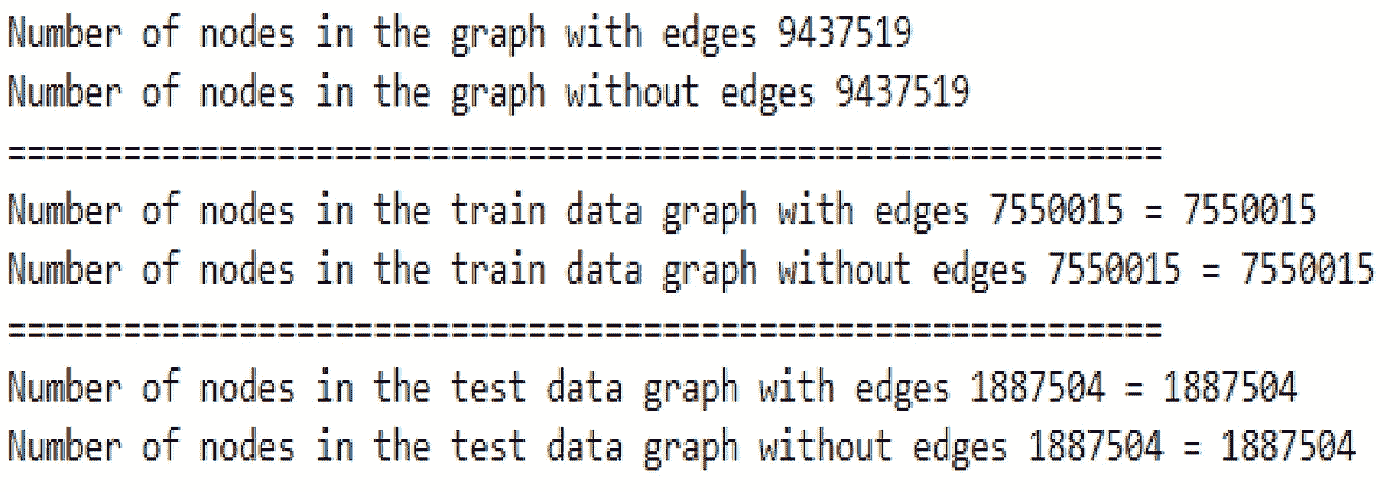 Number of nodes in the graph with edges 9437519
Number of nodes in the graph without edges 9437519
============================================================
Number of nodes in the train data graph with edges 7550015 = 7550015
Number of nodes in the train data graph without edges 7550015 = 7550015
============================================================
Number of nodes in the test data graph with edges 1887504 = 1887504
Number of nodes in the test data graph without edges 1887504 = 1887504